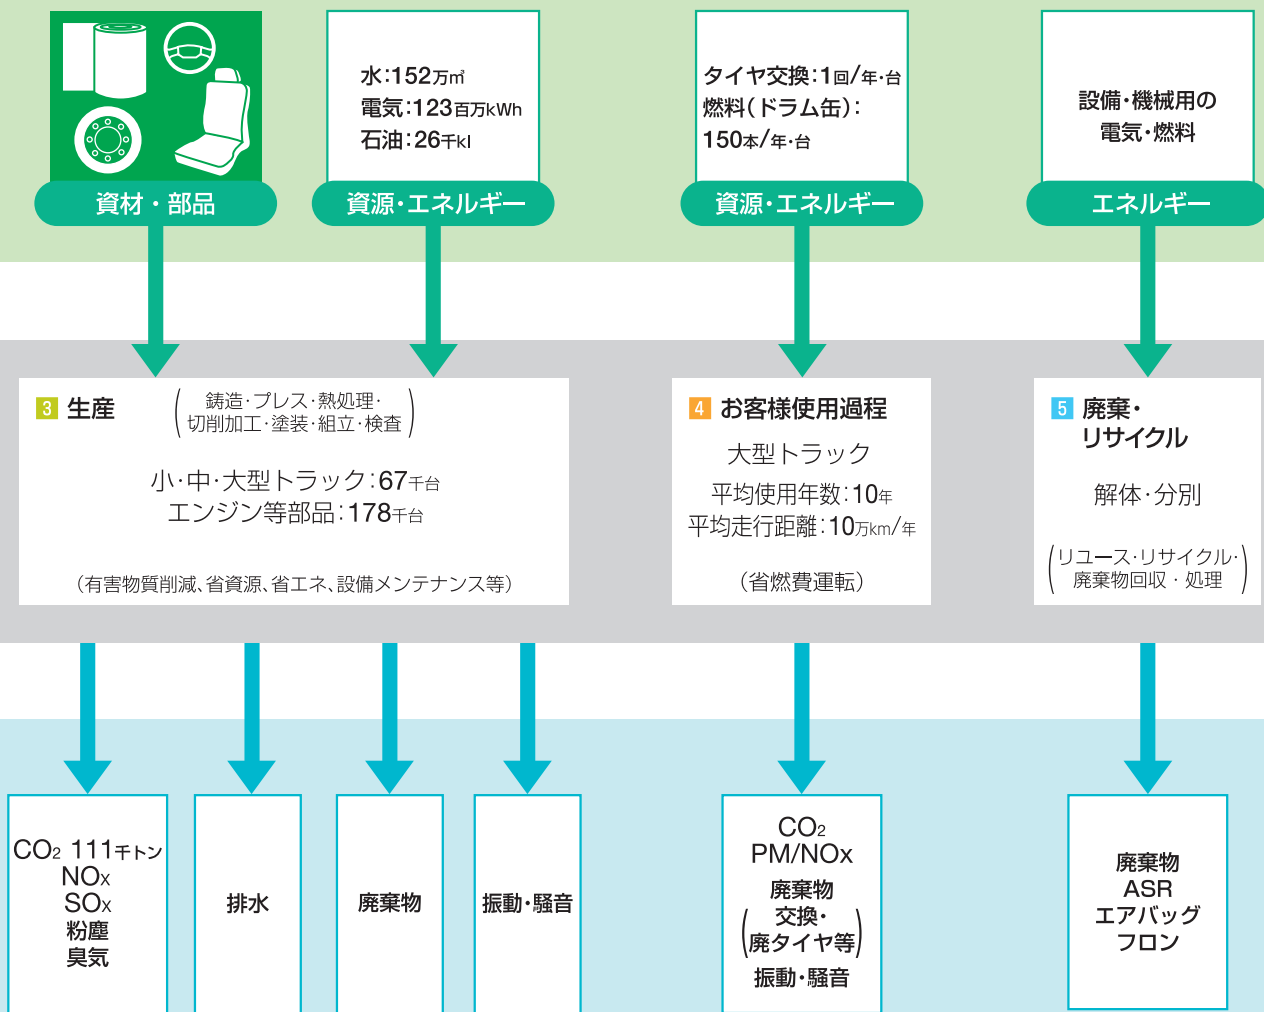 水:152万㎥
電気:123百万kWh
石油:26千kl
タイヤ交換:1回/年・台
燃料(ドラム缶):
150本/年・台
設備・機械用の
電気・燃料
資材・部品
資源・エネルギー
資源・エネルギー
エネルギー
3 生産
(鋳造・プレス・熱処理・
切削加工・塗装・組立・検査)
小・中・大型トラック:67千台
エンジン等部品:178千台
(有害物質削減、省資源、省エネ、設備メンテナンス等)
4 お客様使用過程
大型トラック
平均使用年数:10年
平均走行距離:10万km/年
(省燃費運転)
5 廃棄・
リサイクル
解体・分別
(リユース・リサイクル・
廃棄物回収・処理)
CO₂ 111千トン
NOx
SOx
粉塵
臭気
排水
廃棄物
振動・騒音
CO₂
PM/NOx
廃棄物
(交換・
廃タイヤ等)
振動・騒音
廃棄物
ASR
エアバッグ
フロン